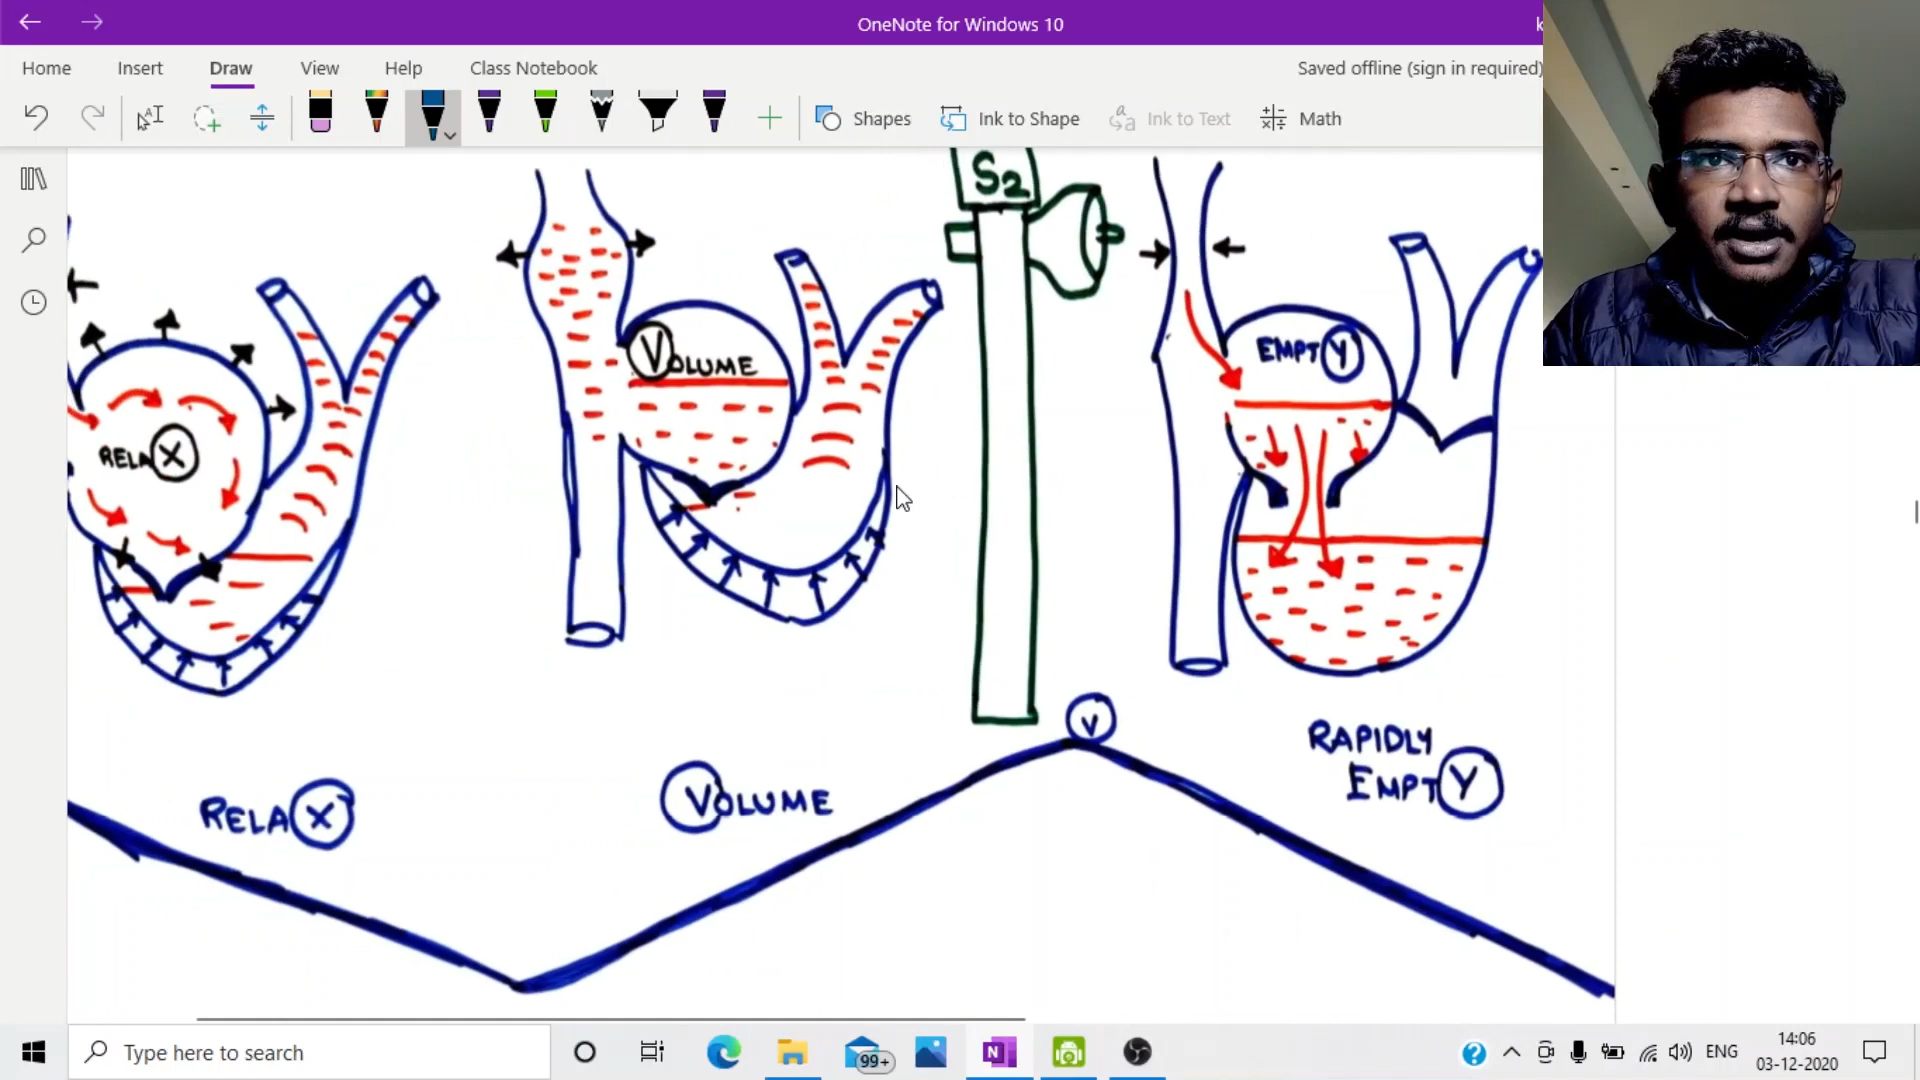 OneNote for Windows 10
Home Insert Draw View Help Class Notebook
Saved offline (sign in required)
Shapes Ink to Shape Ink to Text Math
S2
VOLUME
EMPTY
RELAX
V
RAPIDLY
EMPTY
RELAX
VOLUME
Type here to search
99+
N
ENG
14:06
03-12-2020